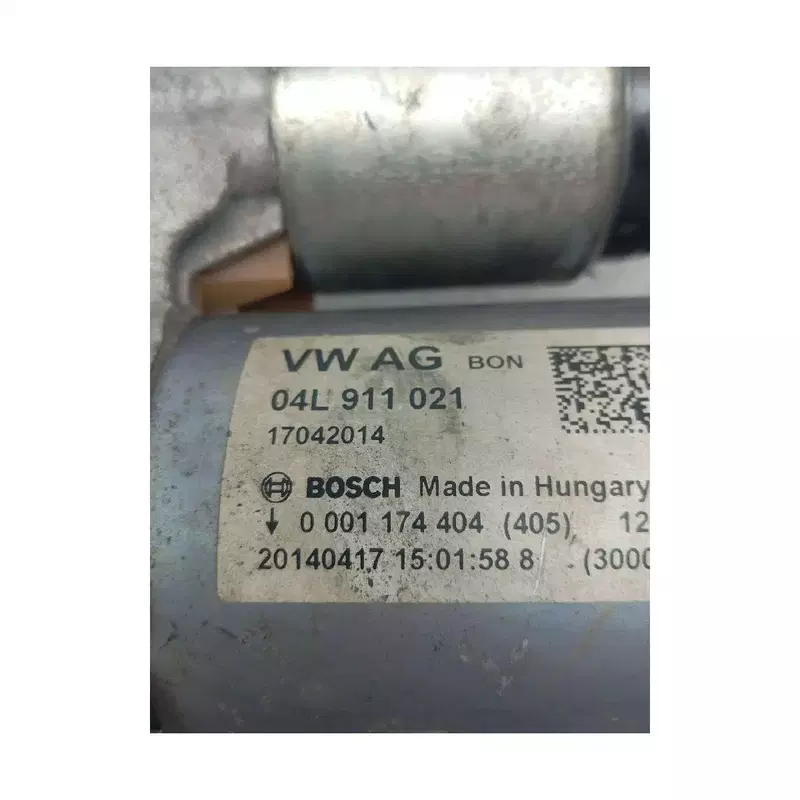 VW AG BON
04L 911 021
17042014
BOSCH Made in Hungary
0 001 174 404 (405) 12
20140417 15:01:58 8 (3000